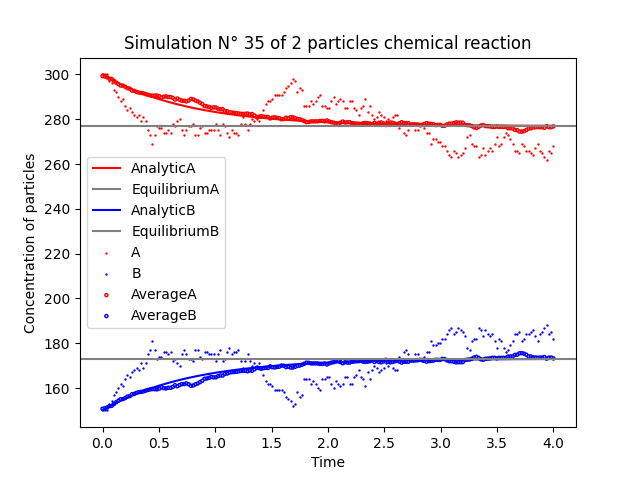 Simulation N° 35 of 2 particles chemical reaction
Concentration of particles
300
280
260
240
220
200
180
160
AnalyticA
EquilibriumA
AnalyticB
EquilibriumB
A
B
AverageA
AverageB
0.0 0.5 1.0 1.5 2.0 2.5 3.0 3.5 4.0
Time